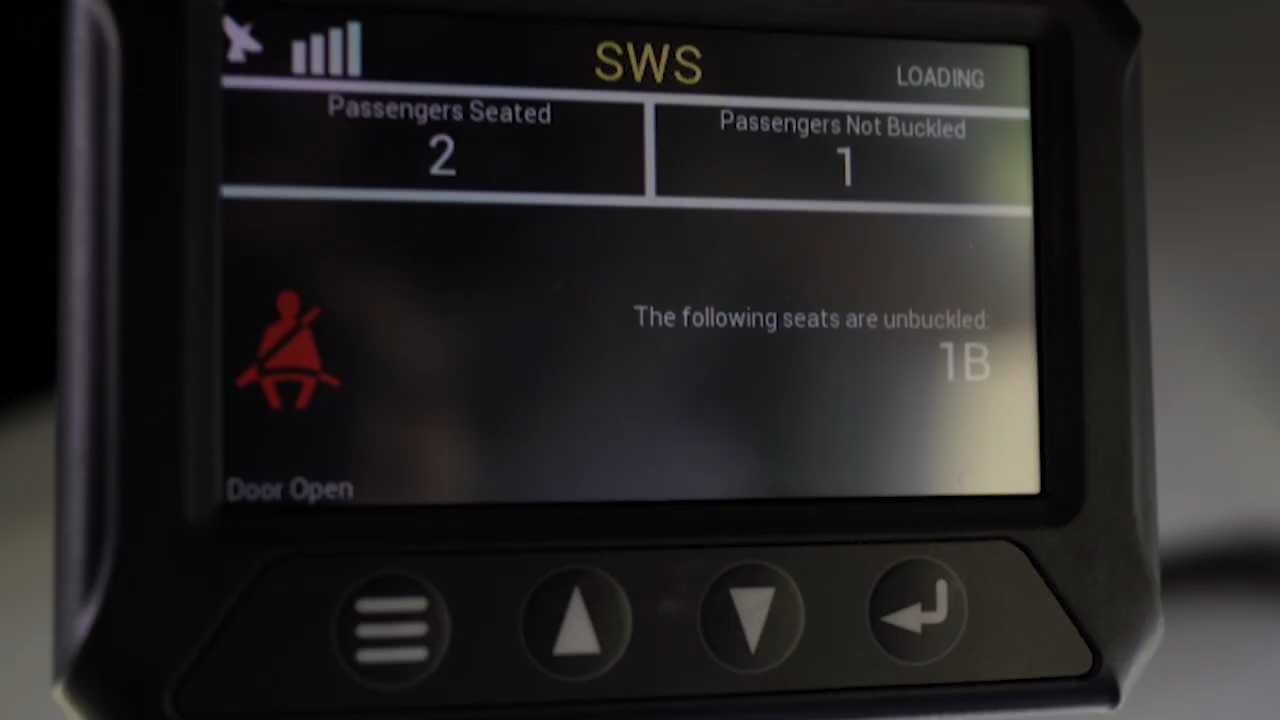 SWS
LOADING
Passengers Seated
2
Passengers Not Buckled
1
The following seats are unbuckled:
1B
Door Open